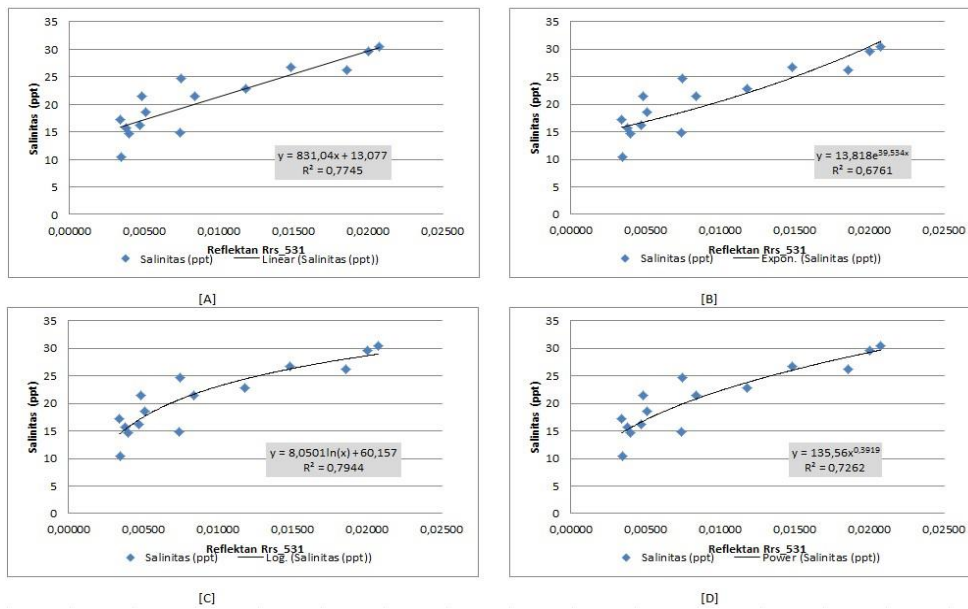 35
30
25
20
15
10
5
0
Salinitas (ppt)
y = 831,04x + 13,077
R² = 0,7745
0,00000 0,00500 0,01000 0,01500 0,02000 0,02500
Reflektan Rrs_531
Salinitas (ppt) Linear (Salinitas (ppt))
[A]
35
30
25
20
15
10
5
0
Salinitas (ppt)
y = 13,818e^39,534x
R² = 0,6761
0,00000 0,00500 0,01000 0,01500 0,02000 0,02500
Reflektan Rrs_531
Salinitas (ppt) Expon. (Salinitas (ppt))
[B]
35
30
25
20
15
10
5
0
Salinitas (ppt)
y = 8,0501ln(x) + 60,157
R² = 0,7944
0,00000 0,00500 0,01000 0,01500 0,02000 0,02500
Reflektan Rrs_531
Salinitas (ppt) Log. (Salinitas (ppt))
[C]
35
30
25
20
15
10
5
0
Salinitas (ppt)
y = 135,56x^0,3919
R² = 0,7262
0,00000 0,00500 0,01000 0,01500 0,02000 0,02500
Reflektan Rrs_531
Salinitas (ppt) Power (Salinitas (ppt))
[D]